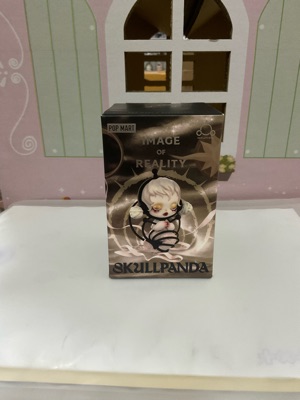 POP MART
IMAGE
OF
REALITY
SKULLPANDA